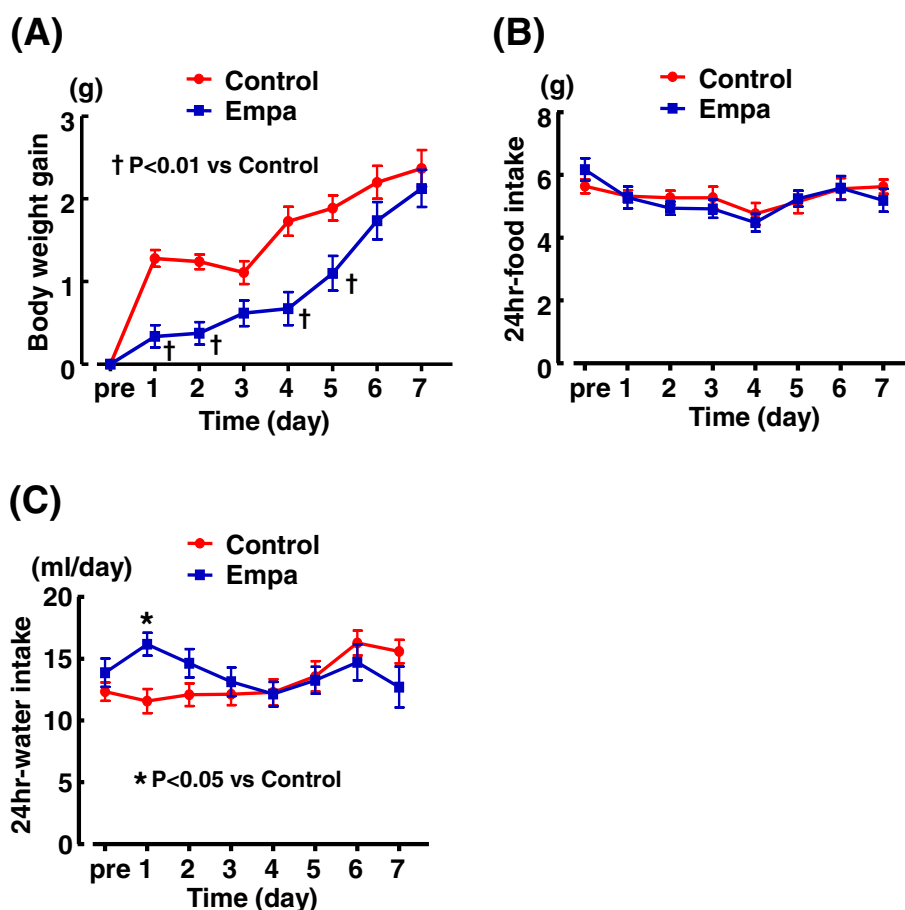 (A)
(g)
Control
Empa
† P<0.01 vs Control
Body weight gain
3
2
1
0
† † † †
pre 1 2 3 4 5 6 7
Time (day)
(B)
(g)
Control
Empa
24hr-food intake
8
6
4
2
0
pre 1 2 3 4 5 6 7
Time (day)
(C)
(ml/day)
Control
Empa
24hr-water intake
20
15
10
5
0
*
* P<0.05 vs Control
pre 1 2 3 4 5 6 7
Time (day)